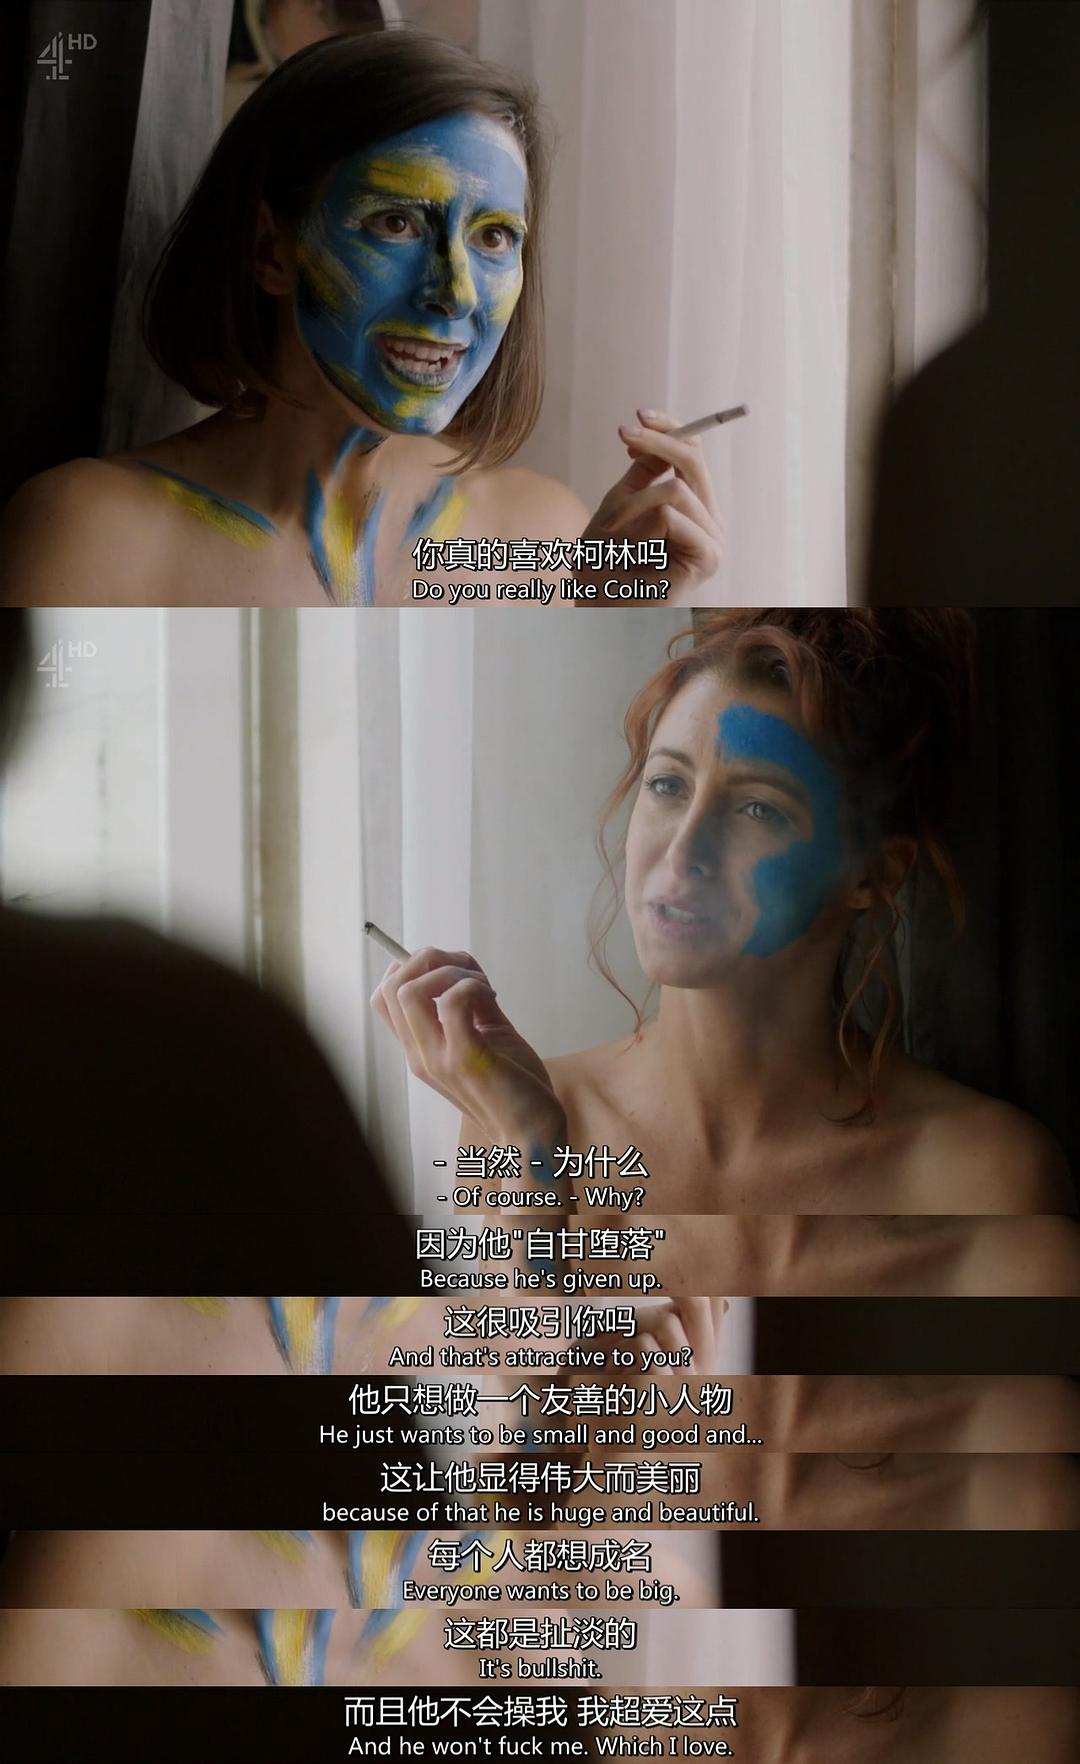 4 HD
你真的喜欢柯林吗
Do you really like Colin?
4 HD
- 当然 - 为什么
- Of course. - Why?
因为他"自甘堕落"
Because he's given up.
这很吸引你吗
And that's attractive to you?
他只想做一个友善的小人物
He just wants to be small and good and...
这让他显得伟大而美丽
because of that he is huge and beautiful.
每个人都想成名
Everyone wants to be big.
这都是扯淡的
It's bullshit.
而且他不会操我 我超爱这点
And he won't fuck me. Which I love.